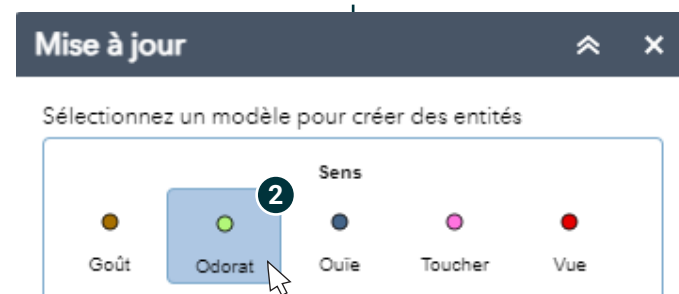 Mise à jour
Sélectionnez un modèle pour créer des entités
Sens
2
Goût Odorat Ouïe Toucher Vue